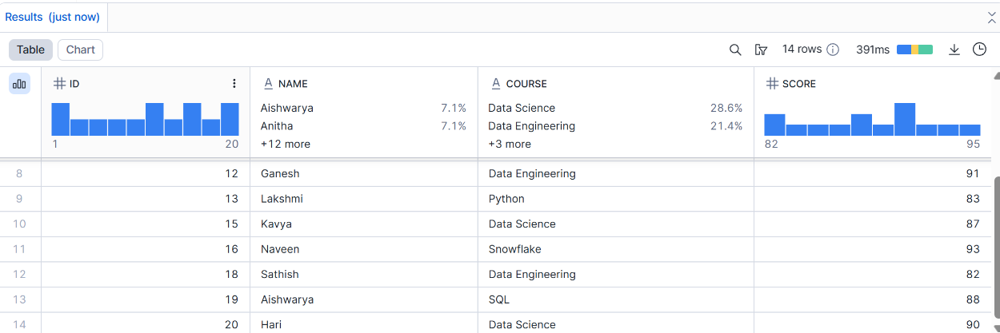 Results (just now)
Table Chart 14 rows 391ms
ID NAME COURSE SCORE
Aishwarya 7.1% Data Science 28.6%
Anitha 7.1% Data Engineering 21.4%
1 20 +12 more +3 more 82 95
8 12 Ganesh Data Engineering 91
9 13 Lakshmi Python 83
10 15 Kavya Data Science 87
11 16 Naveen Snowflake 93
12 18 Sathish Data Engineering 82
13 19 Aishwarya SQL 88
14 20 Hari Data Science 90